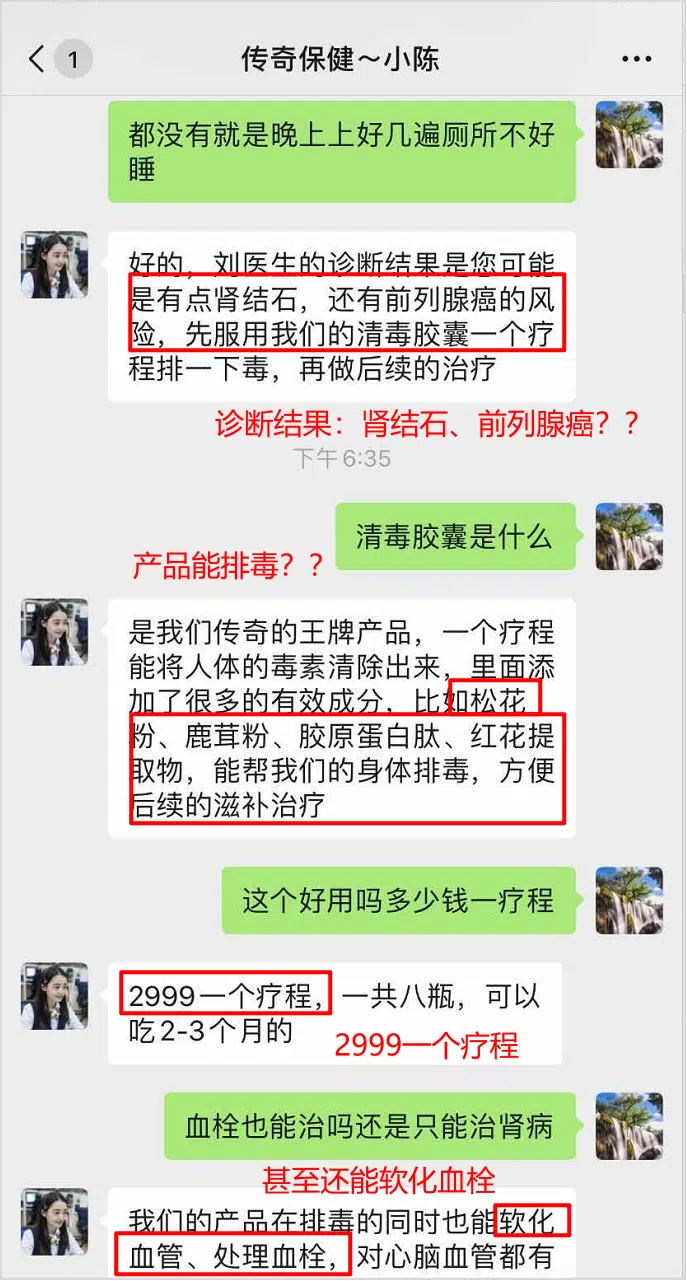 1
传奇保健～小陈
都没有就是晚上上好几遍厕所不好
睡
好的，刘医生的诊断结果是您可能
是有点肾结石，还有前列腺癌的风
险，先服用我们的清毒胶囊一个疗
程排一下毒，再做后续的治疗
诊断结果：肾结石、前列腺癌？？
下午6:35
清毒胶囊是什么
产品能排毒？？
是我们传奇的王牌产品，一个疗程
能将人体的毒素清除出来，里面添
加了很多的有效成分，比如松花
粉、鹿茸粉、胶原蛋白肽、红花提
取物，能帮我们的身体排毒，方便
后续的滋补治疗
这个好用吗多少钱一疗程
2999一个疗程，一共八瓶，可以
吃2-3个月的
2999一个疗程
血栓也能治吗还是只能治肾病
甚至还能软化血栓
我们的产品在排毒的同时也能软化
血管、处理血栓，对心脑血管都有